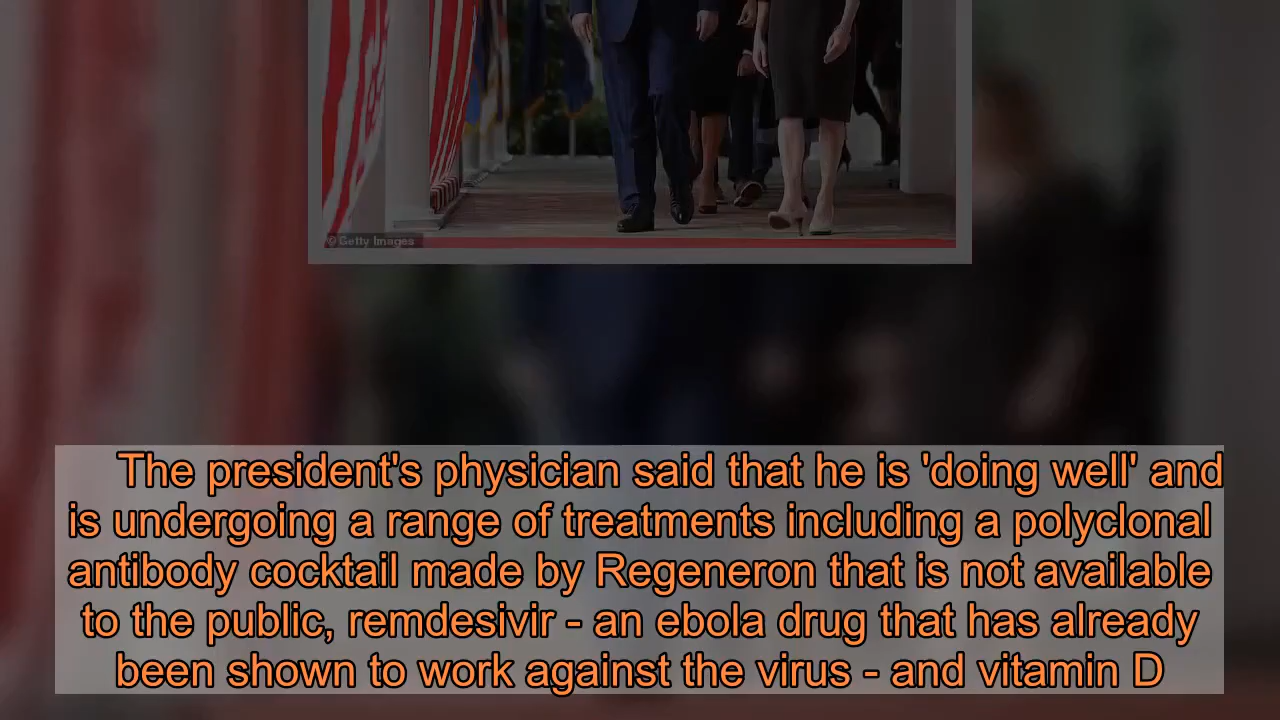 © Getty Images
The president's physician said that he is 'doing well' and
is undergoing a range of treatments including a polyclonal
antibody cocktail made by Regeneron that is not available
to the public, remdesivir - an ebola drug that has already
been shown to work against the virus - and vitamin D